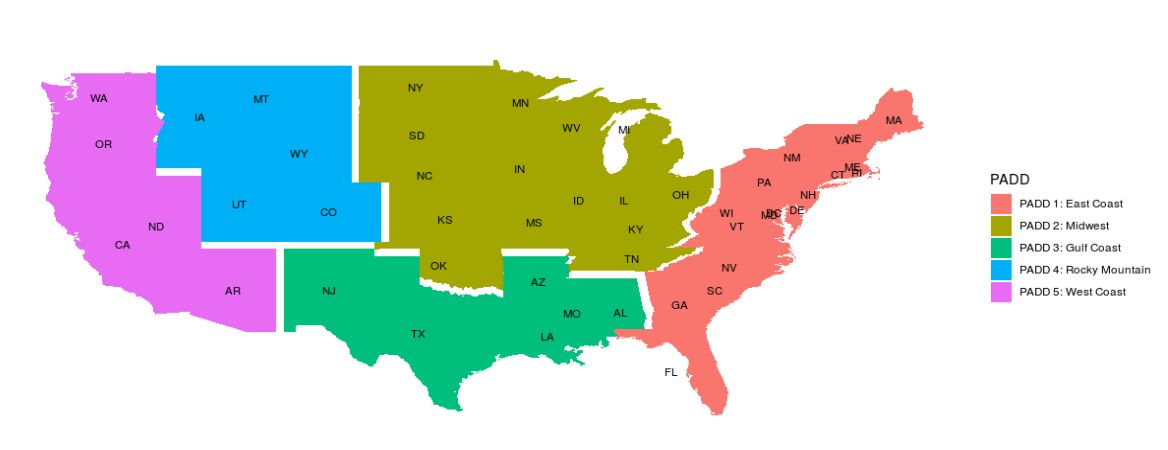 NY
WA
MT
MN
IA
MA
WV
MI
SD
OR
VA
NE
WY
NM
IN
ME
RI
CT
NC
PA
OH
NH
UT
ID
IL
CO
WI
DC
MD
DE
KS
MS
ND
VT
KY
CA
TN
OK
NV
AZ
AR
NJ
SC
GA
MO
AL
TX
LA
FL
PADD
PADD 1: East Coast
PADD 2: Midwest
PADD 3: Gulf Coast
PADD 4: Rocky Mountain
PADD 5: West Coast